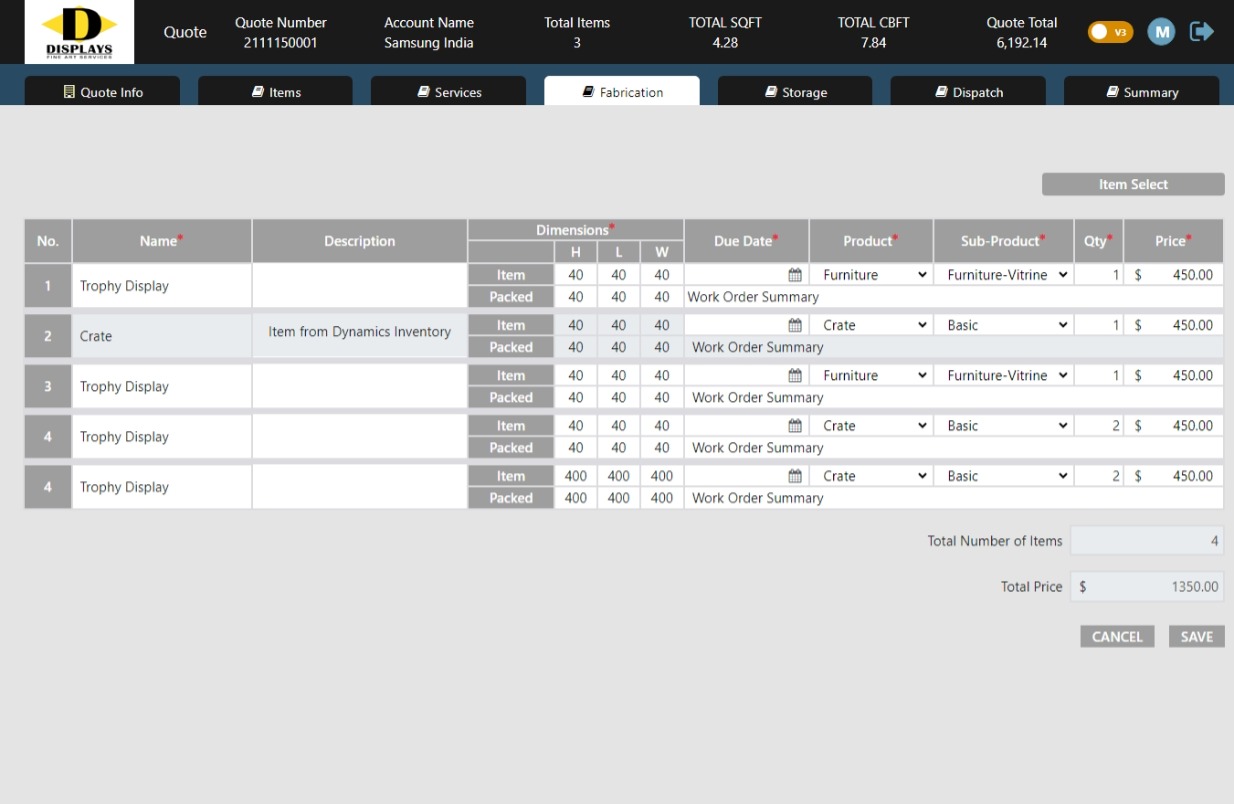 D
DISPLAYS
FINE ART SERVICES
Quote
Quote Number
2111150001
Account Name
Samsung India
Total Items
3
TOTAL SQFT
4.28
TOTAL CBFT
7.84
Quote Total
6,192.14
V3
M
Quote Info
Items
Services
Fabrication
Storage
Dispatch
Summary
Item Select
No. Name* Description Dimensions* Due Date* Product* Sub-Product* Qty* Price*
H L W
1 Trophy Display Item 40 40 40 Furniture Furniture-Vitrine 1 $ 450.00
Packed 40 40 40 Work Order Summary
2 Crate Item from Dynamics Inventory Item 40 40 40 Crate Basic 1 $ 450.00
Packed 40 40 40 Work Order Summary
3 Trophy Display Item 40 40 40 Furniture Furniture-Vitrine 1 $ 450.00
Packed 40 40 40 Work Order Summary
4 Trophy Display Item 40 40 40 Crate Basic 2 $ 450.00
Packed 40 40 40 Work Order Summary
4 Trophy Display Item 400 400 400 Crate Basic 2 $ 450.00
Packed 400 400 400 Work Order Summary
Total Number of Items 4
Total Price $ 1350.00
CANCEL SAVE